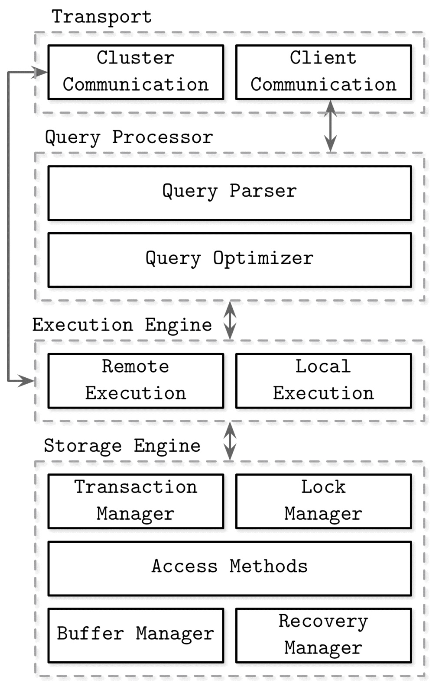 Transport
Cluster
Communication
Client
Communication
Query Processor
Query Parser
Query Optimizer
Execution Engine
Remote
Execution
Local
Execution
Storage Engine
Transaction
Manager
Lock
Manager
Access Methods
Buffer Manager
Recovery
Manager